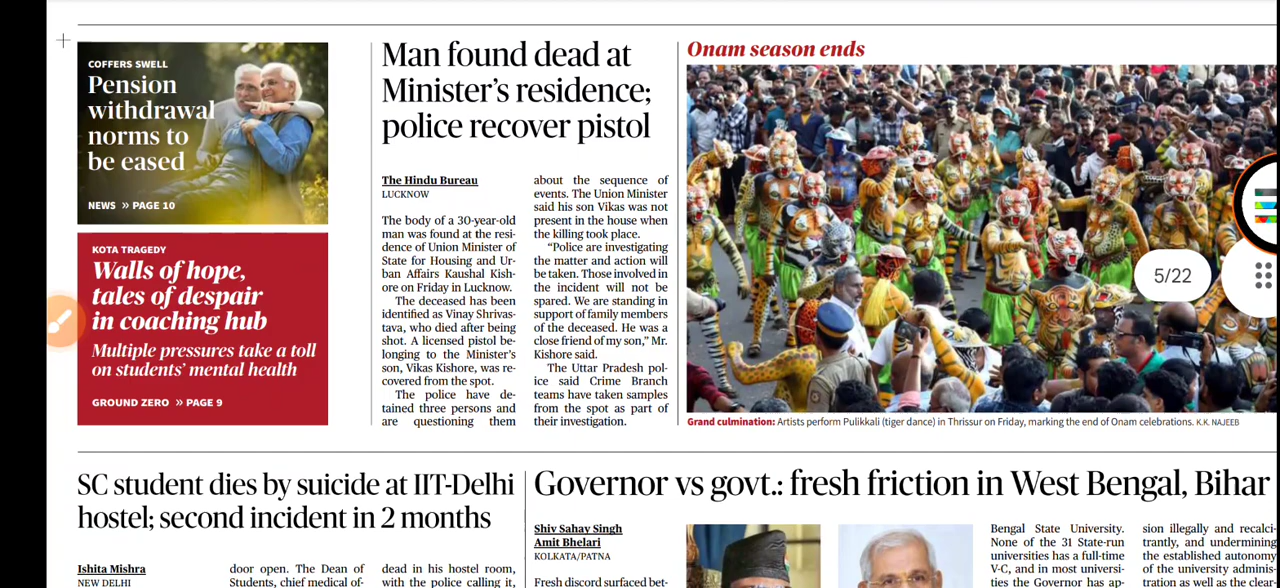 COFFERS SWELL
Pension
withdrawal
norms to
be eased
NEWS » PAGE 10
KOTA TRAGEDY
Walls of hope,
tales of despair
in coaching hub
Multiple pressures take a toll
on students’ mental health
GROUND ZERO » PAGE 9
Man found dead at
Minister’s residence;
police recover pistol
The Hindu Bureau
LUCKNOW
The body of a 30-year-old
man was found at the resi-
dence of Union Minister of
State for Housing and Ur-
ban Affairs Kaushal Kish-
ore on Friday in Lucknow.
The deceased has been
identified as Vinay Shrivas-
tava, who died after being
shot. A licensed pistol be-
longing to the Minister’s
son, Vikas Kishore, was re-
covered from the spot.
The police have de-
tained three persons and
are questioning them
about the sequence of
events. The Union Minister
said his son Vikas was not
present in the house when
the killing took place.
“Police are investigating
the matter and action will
be taken. Those involved in
the incident will not be
spared. We are standing in
support of family members
of the deceased. He was a
close friend of my son,” Mr.
Kishore said.
The Uttar Pradesh pol-
ice said Crime Branch
teams have taken samples
from the spot as part of
their investigation.
Onam season ends
5/22
Grand culmination: Artists perform Pulikkali (tiger dance) in Thrissur on Friday, marking the end of Onam celebrations. K.K. NAJEEB
SC student dies by suicide at IIT-Delhi
hostel; second incident in 2 months
Ishita Mishra
NEW DELHI
door open. The Dean of
Students, chief medical of-
dead in his hostel room,
with the police calling it,
Governor vs govt.: fresh friction in West Bengal, Bihar
Shiv Sahay Singh
Amit Bhelari
KOLKATA/PATNA
Fresh discord surfaced bet-
Bengal State University.
None of the 31 State-run
universities has a full-time
V-C, and in most universi-
ties the Governor has ap-
sion illegally and recalci-
trantly, and undermining
the established autonomy
of the university adminis-
tration as well as the clear-